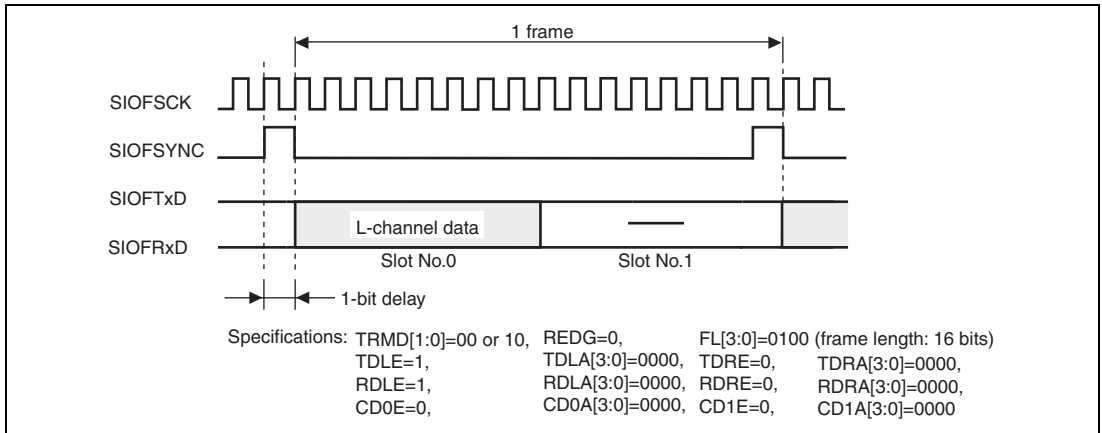 1 frame
SIOFSCK
SIOFSYNC
SIOFTxD
L-channel data
SIOFRxD
Slot No.0 Slot No.1
1-bit delay
Specifications: TRMD[1:0]=00 or 10, REDG=0, FL[3:0]=0100 (frame length: 16 bits)
TDLE=1, TDLA[3:0]=0000, TDRE=0, TDRA[3:0]=0000,
RDLE=1, RDLA[3:0]=0000, RDRE=0, RDRA[3:0]=0000,
CD0E=0, CD0A[3:0]=0000, CD1E=0, CD1A[3:0]=0000